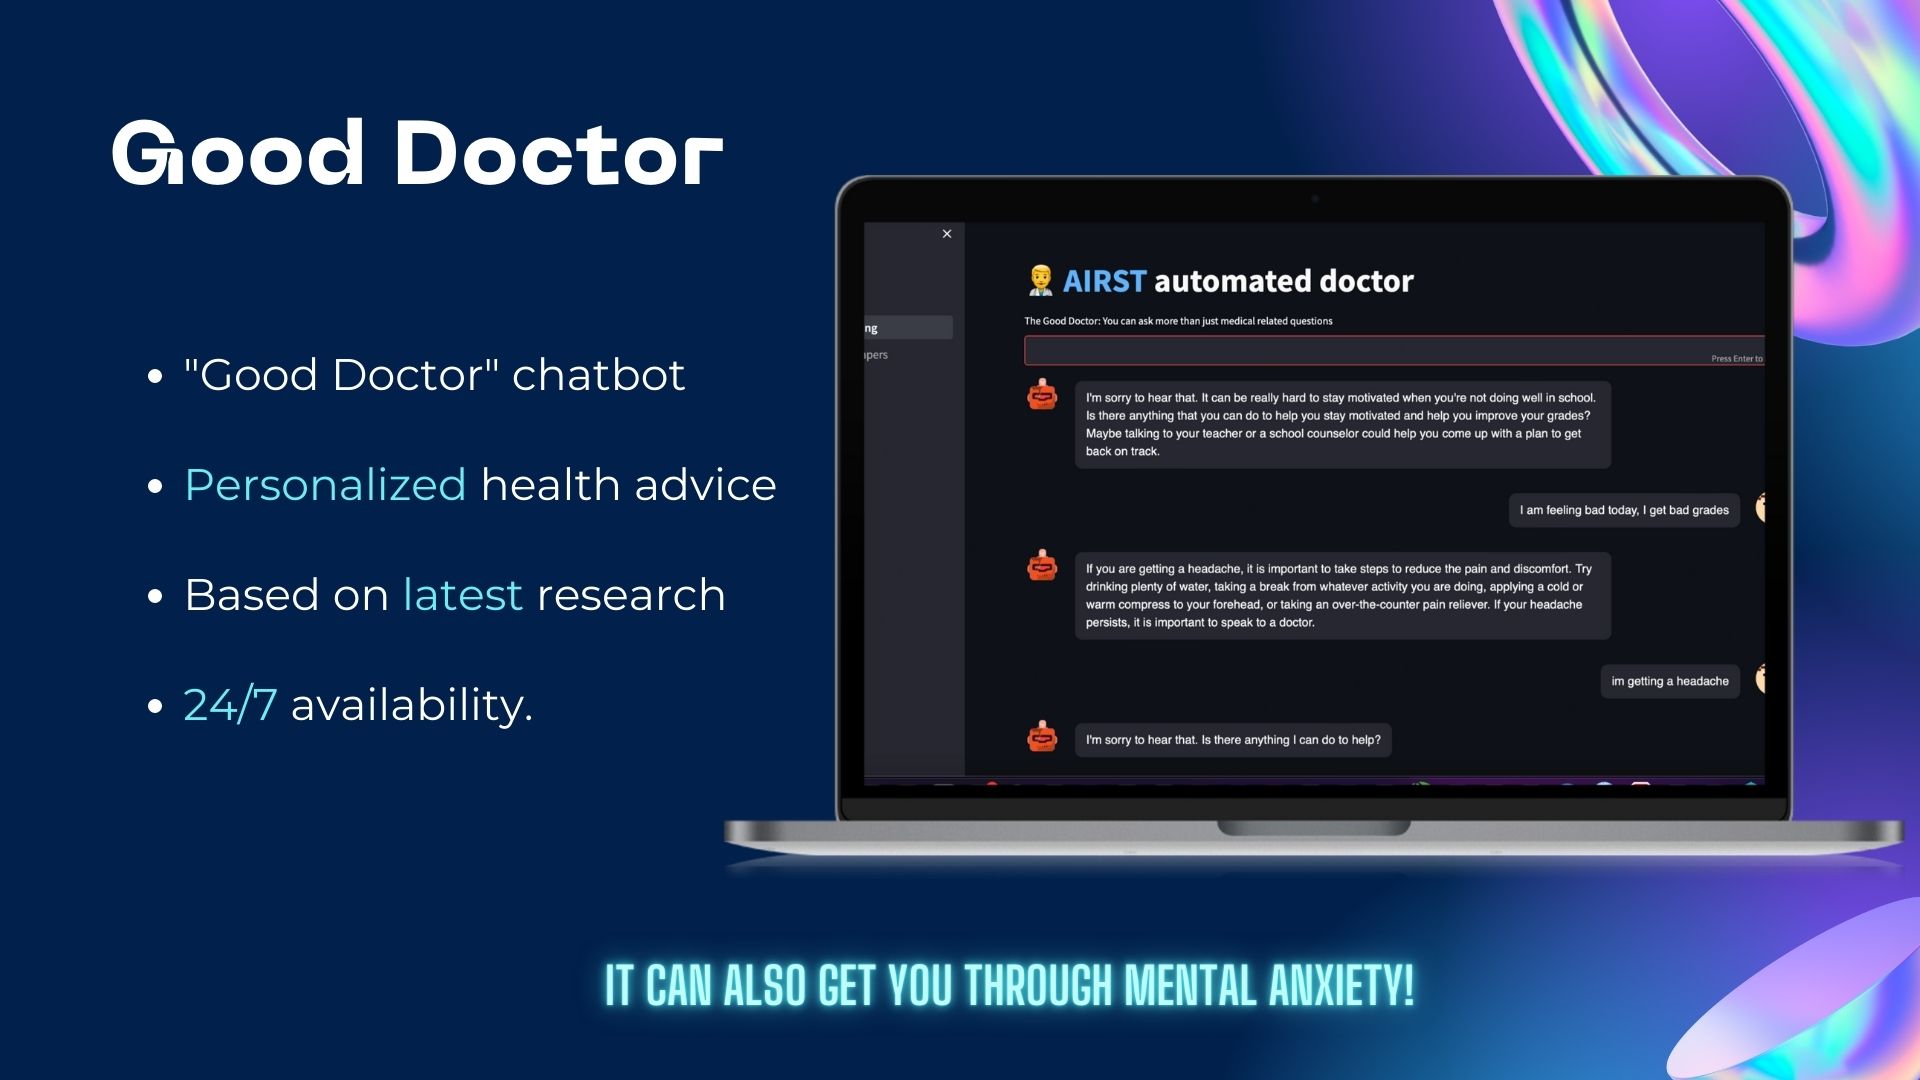 Good Doctor
"Good Doctor" chatbot
Personalized health advice
Based on latest research
24/7 availability.
ng
apers
AIRST automated doctor
The Good Doctor: You can ask more than just medical related questions
Press Enter to
I'm sorry to hear that. It can be really hard to stay motivated when you're not doing well in school.
Is there anything that you can do to help you stay motivated and help you improve your grades?
Maybe talking to your teacher or a school counselor could help you come up with a plan to get
back on track.
I am feeling bad today, I get bad grades
If you are getting a headache, it is important to take steps to reduce the pain and discomfort. Try
drinking plenty of water, taking a break from whatever activity you are doing, applying a cold or
warm compress to your forehead, or taking an over-the-counter pain reliever. If your headache
persists, it is important to speak to a doctor.
im getting a headache
I'm sorry to hear that. Is there anything I can do to help?
IT CAN ALSO GET YOU THROUGH MENTAL ANXIETY!